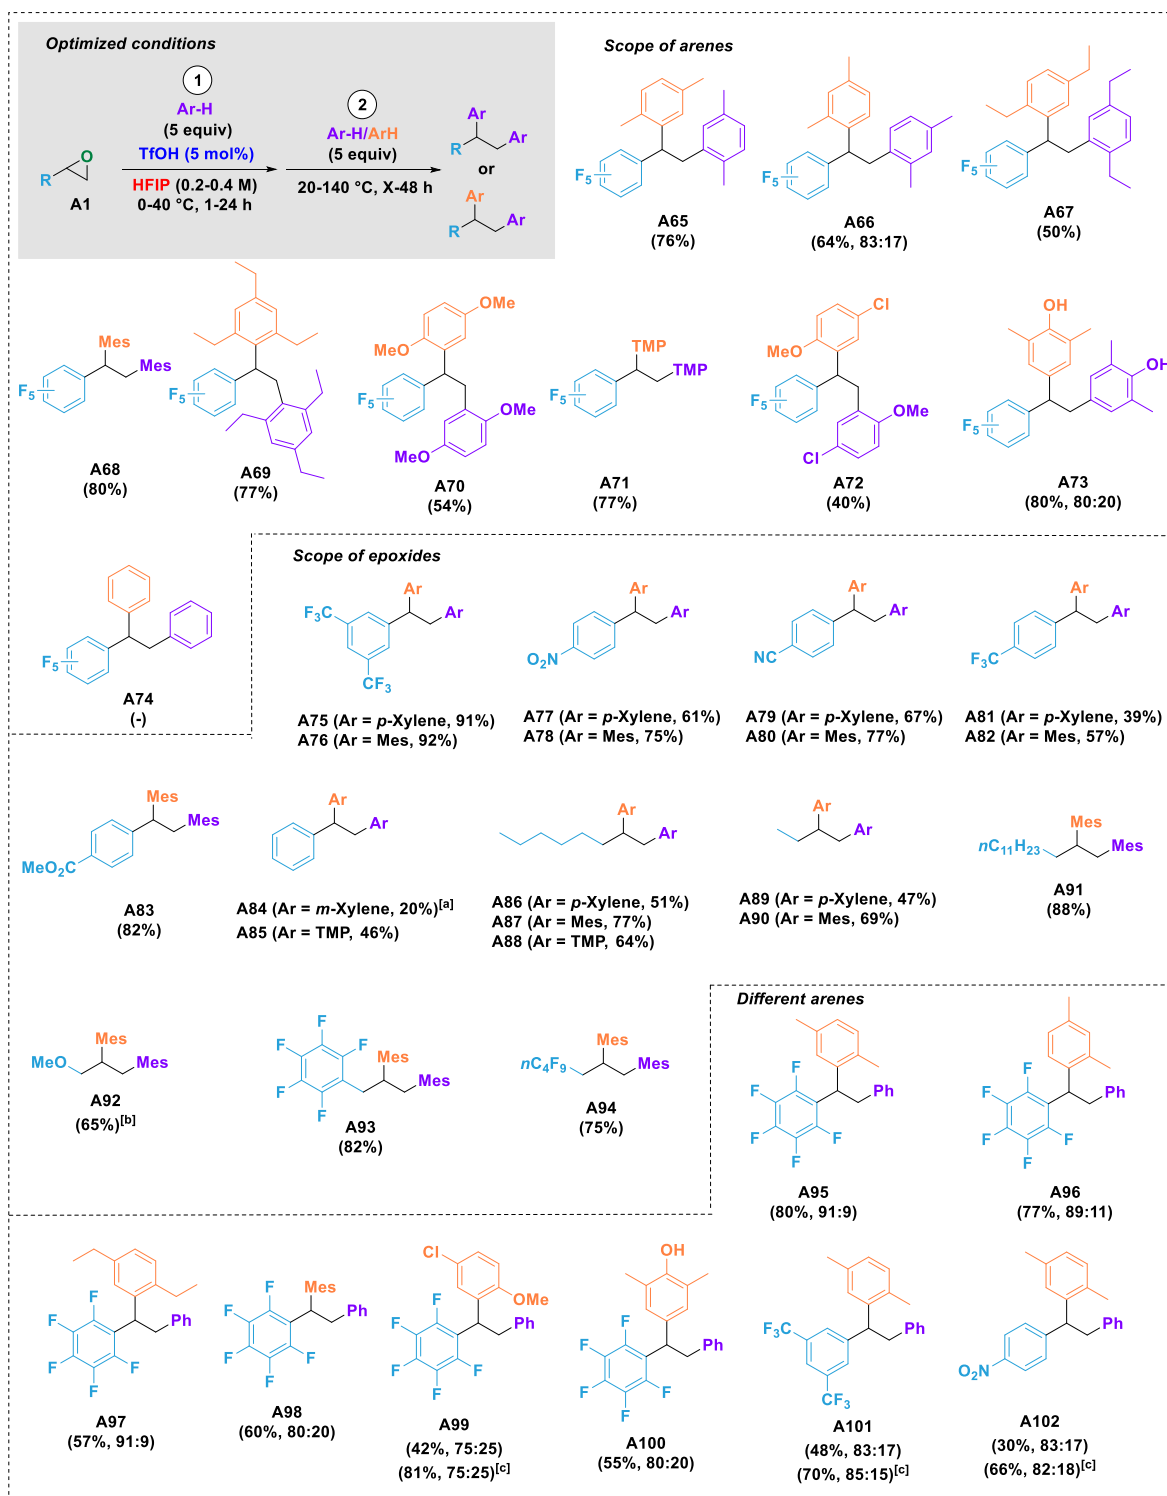 Optimized conditions
1
Ar-H
(5 equiv)
TfOH (5 mol%)
HFIP (0.2-0.4 M)
0-40 °C, 1-24 h
2
Ar-H/ArH
(5 equiv)
20-140 °C, X-48 h
R
O
A1
Ar
R
Ar
or
Ar
R
Ar
Scope of arenes
F5
A65
(76%)
F5
A66
(64%, 83:17)
F5
A67
(50%)
Mes
Mes
F5
A68
(80%)
F5
A69
(77%)
OMe
MeO
F5
OMe
MeO
A70
(54%)
TMP
TMP
F5
A71
(77%)
Cl
MeO
F5
OMe
Cl
A72
(40%)
OH
OH
F5
A73
(80%, 80:20)
F5
A74
(-)
Scope of epoxides
Ar
F3C
Ar
CF3
A75 (Ar = p-Xylene, 91%)
A76 (Ar = Mes, 92%)
Ar
Ar
O2N
A77 (Ar = p-Xylene, 61%)
A78 (Ar = Mes, 75%)
Ar
Ar
NC
A79 (Ar = p-Xylene, 67%)
A80 (Ar = Mes, 77%)
Ar
Ar
F3C
A81 (Ar = p-Xylene, 39%)
A82 (Ar = Mes, 57%)
Mes
Mes
MeO2C
A83
(82%)
Ar
Ar
A84 (Ar = m-Xylene, 20%)[a]
A85 (Ar = TMP, 46%)
Ar
Ar
A86 (Ar = p-Xylene, 51%)
A87 (Ar = Mes, 77%)
A88 (Ar = TMP, 64%)
Ar
Ar
A89 (Ar = p-Xylene, 47%)
A90 (Ar = Mes, 69%)
Mes
nC11H23
Mes
A91
(88%)
Mes
MeO
Mes
A92
(65%)[b]
F
F
F
Mes
Mes
F
F
A93
(82%)
Mes
nC4F9
Mes
A94
(75%)
Different arenes
F
F
Ph
F
F
F
A95
(80%, 91:9)
F
F
Ph
F
F
F
A96
(77%, 89:11)
F
F
Ph
F
F
F
A97
(57%, 91:9)
Mes
F
F
Ph
F
F
F
A98
(60%, 80:20)
Cl
OMe
F
F
Ph
F
F
F
A99
(42%, 75:25)
(81%, 75:25)[c]
OH
F
F
Ph
F
F
F
A100
(55%, 80:20)
F3C
Ph
CF3
A101
(48%, 83:17)
(70%, 85:15)[c]
Ph
O2N
A102
(30%, 83:17)
(66%, 82:18)[c]